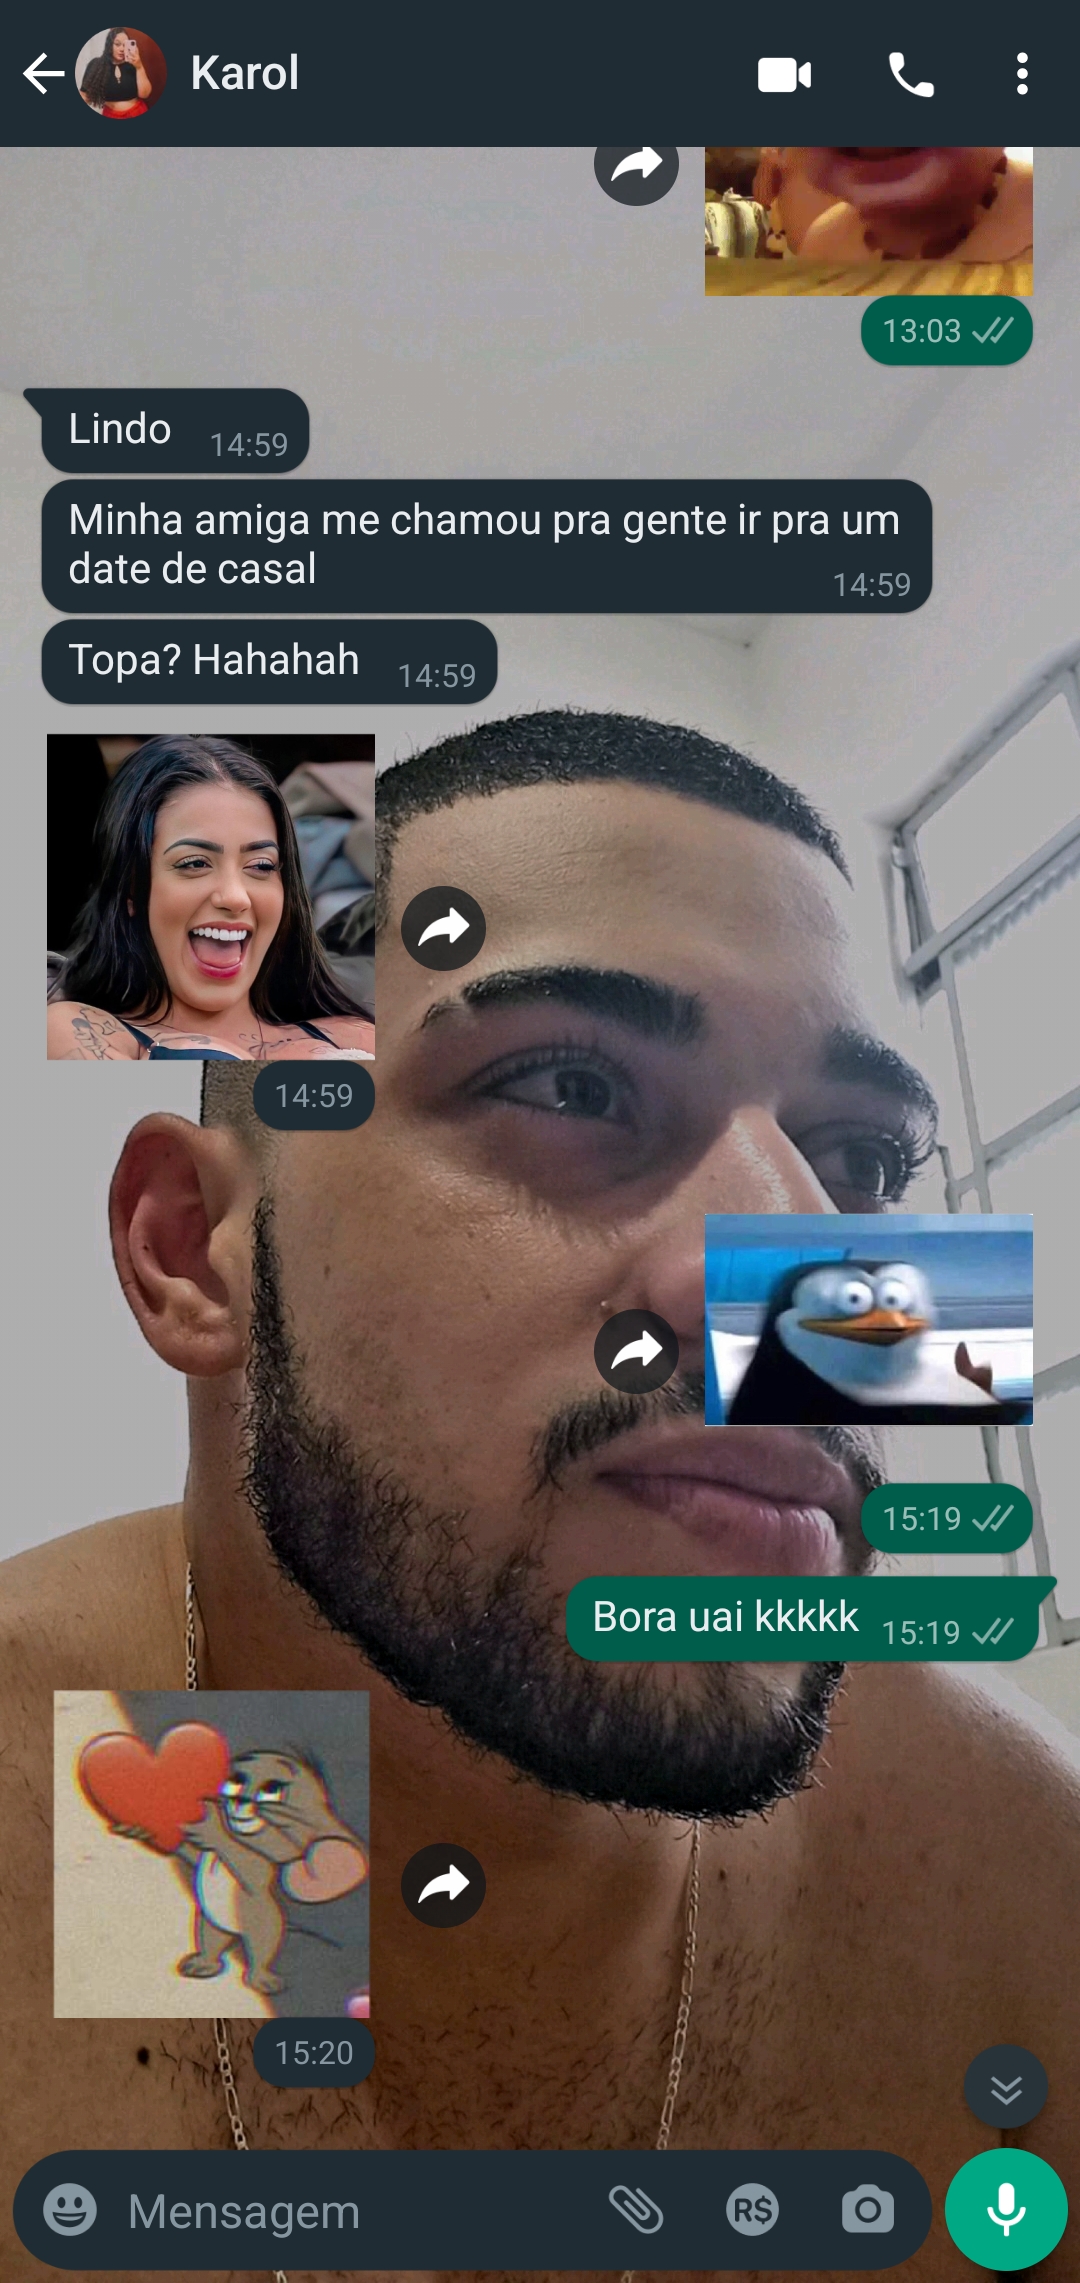 Karol
13:03
Lindo 14:59
Minha amiga me chamou pra gente ir pra um
date de casal 14:59
Topa? Hahahah 14:59
14:59
15:19
Bora uai kkkkk 15:19
15:20
Mensagem R$